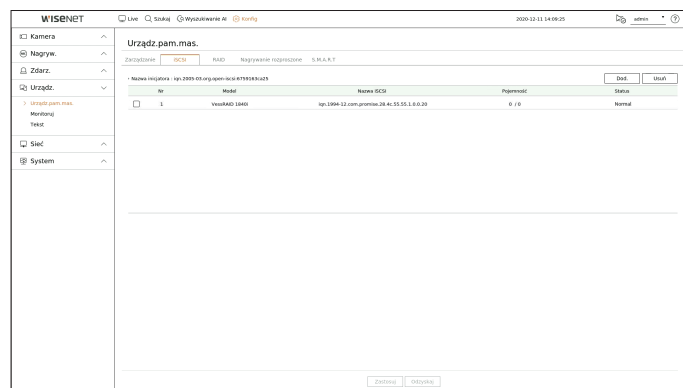 WISENET
Live Szukaj Wyszukiwanie AI Konfig 2020-12-11 14:09:25 admin
Kamera
Nagryw.
Zdarz.
Urządz.
Urządz.pam.mas.
Monitoruj
Tekst
Sieć
System
Urządz.pam.mas.
Zarządzanie iSCSI RAID Nagrywanie rozproszone S.M.A.R.T
• Nazwa inicjatora : iqn.2005-03.org.open-iscsi:6759163ca25 Dod. Usuń
Nr Model Nazwa iSCSI Pojemność Status
1 VessRAID 1840i iqn.1994-12.com.promise.28.4c.55.55.1.0.0.20 0 / 0 Normal
Zastosuj Odzyskaj